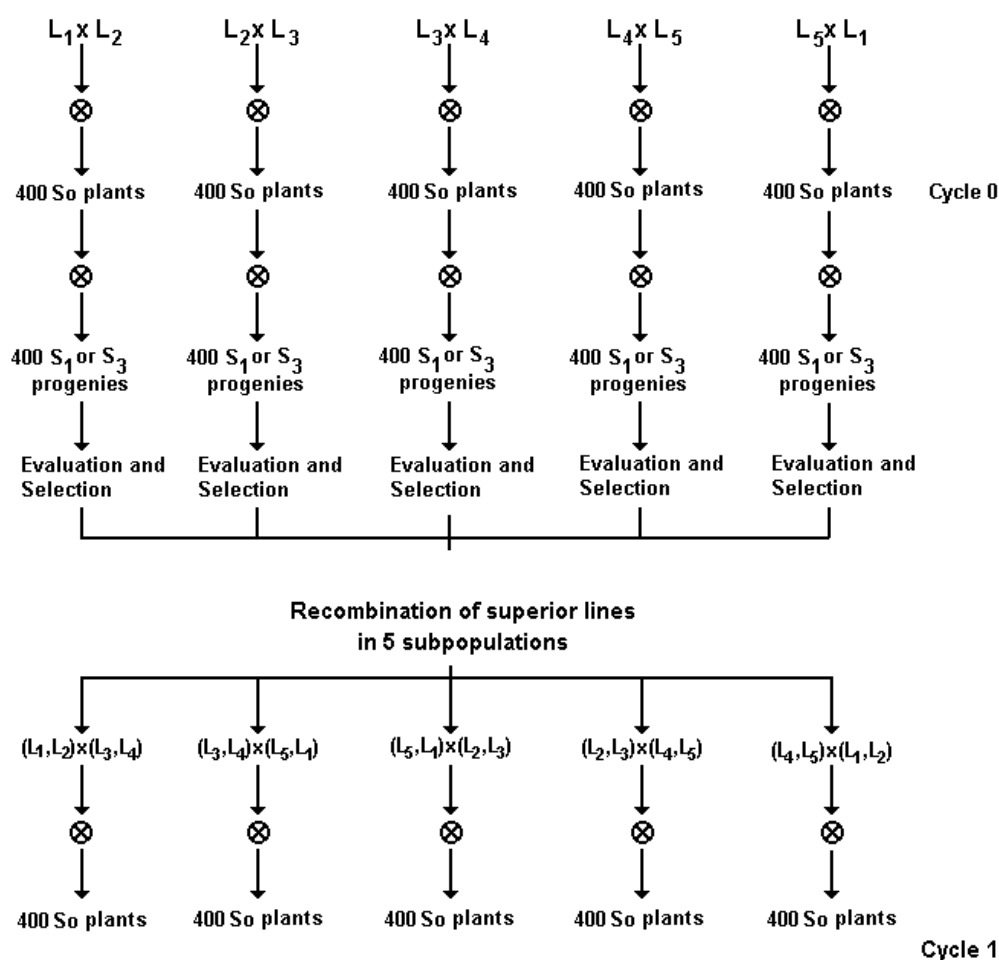 L₁x L₂ L₂x L₃ L₃x L₄ L₄x L₅ L₅x L₁
400 So plants 400 So plants 400 So plants 400 So plants 400 So plants Cycle 0
400 S₁ or S₃ 400 S₁ or S₃ 400 S₁ or S₃ 400 S₁ or S₃ 400 S₁ or S₃
progenies progenies progenies progenies progenies
Evaluation and Evaluation and Evaluation and Evaluation and Evaluation and
Selection Selection Selection Selection Selection
Recombination of superior lines
in 5 subpopulations
(L₁,L₂)×(L₃,L₄) (L₃,L₄)×(L₅,L₁) (L₅,L₁)×(L₂,L₃) (L₂,L₃)×(L₄,L₅) (L₄,L₅)×(L₁,L₂)
400 So plants 400 So plants 400 So plants 400 So plants 400 So plants
Cycle 1